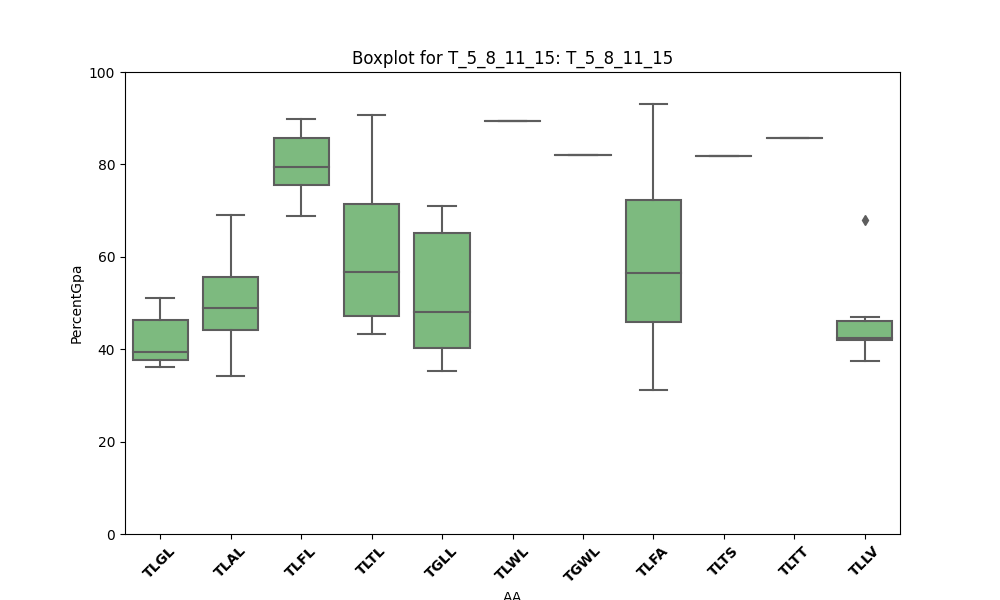 Boxplot for T_5_8_11_15: T_5_8_11_15
PercentGpa
100
80
60
40
20
0
TLGL TLAL TLFL TLTL TGLL TLWL TGWL TLFA TLTS TLTT TLLV
AA